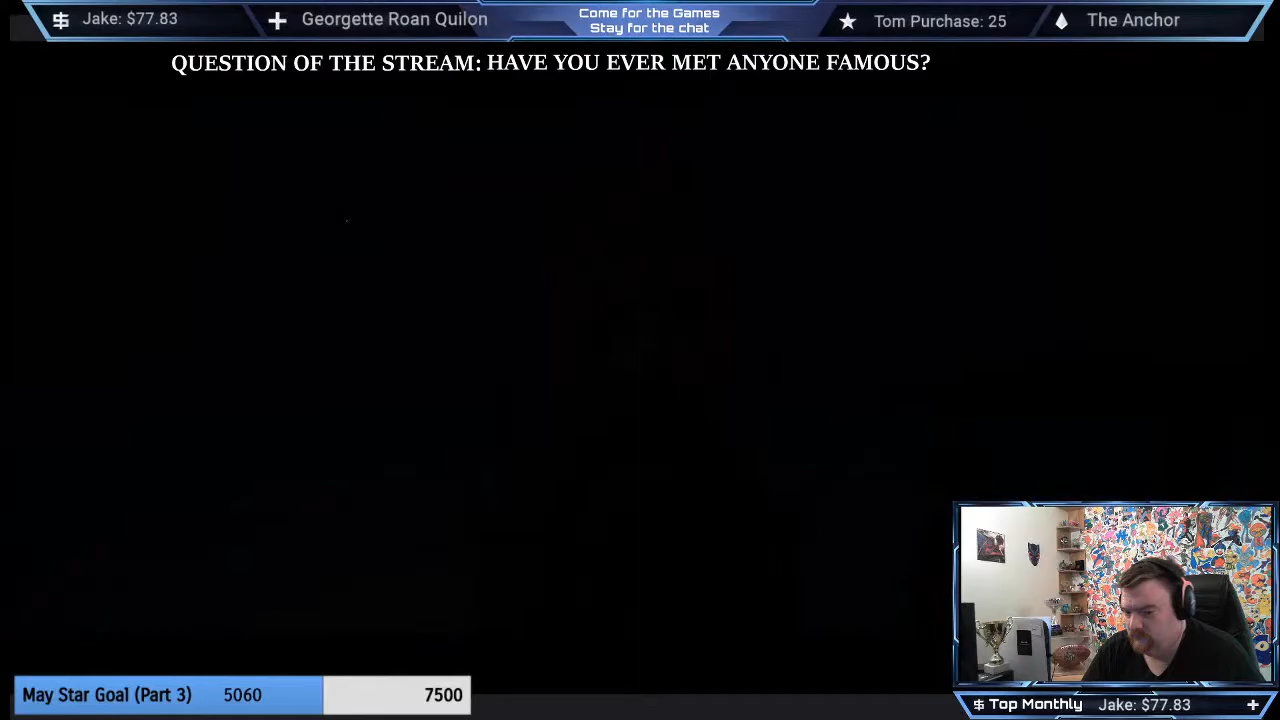 Jake: $77.83
Georgette Roan Quilon
Come for the Games
Stay for the chat
Tom Purchase: 25
The Anchor
QUESTION OF THE STREAM: HAVE YOU EVER MET ANYONE FAMOUS?
May Star Goal (Part 3) 5060 7500
Top Monthly Jake: $77.83